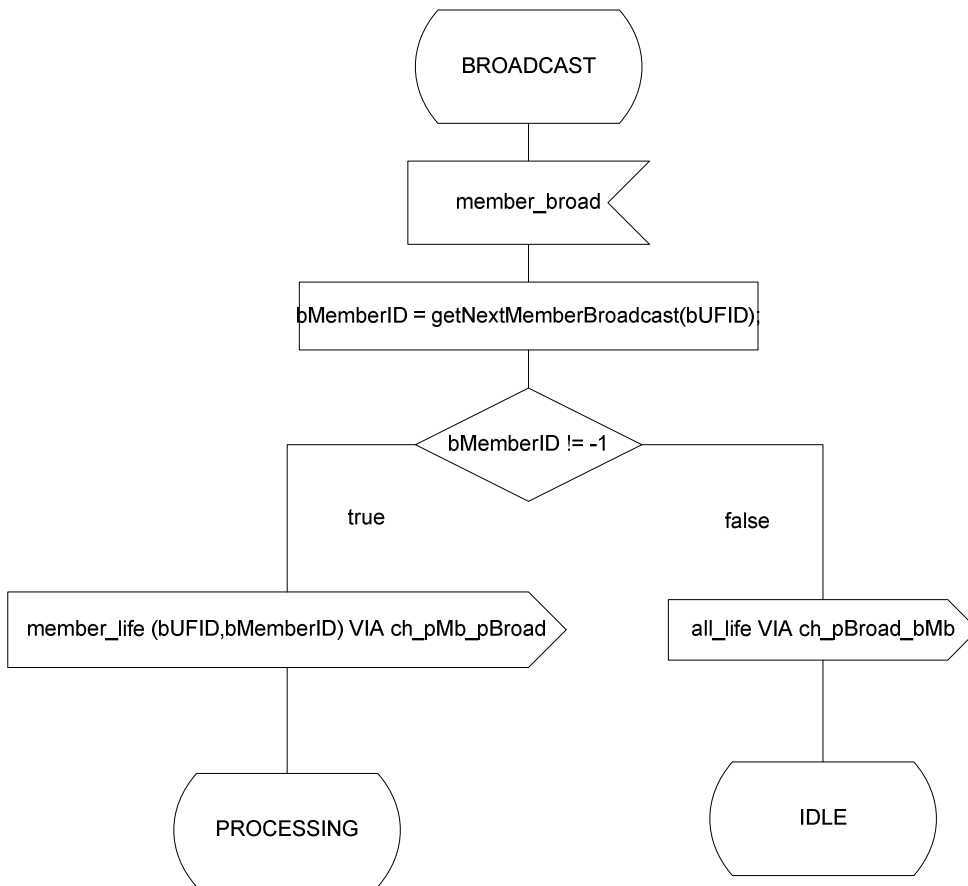 BROADCAST
member_broad
bMemberID = getNextMemberBroadcast(bUFID);
bMemberID != -1
true
false
member_life (bUFID,bMemberID) VIA ch_pMb_pBroad
all_life VIA ch_pBroad_bMb
PROCESSING
IDLE